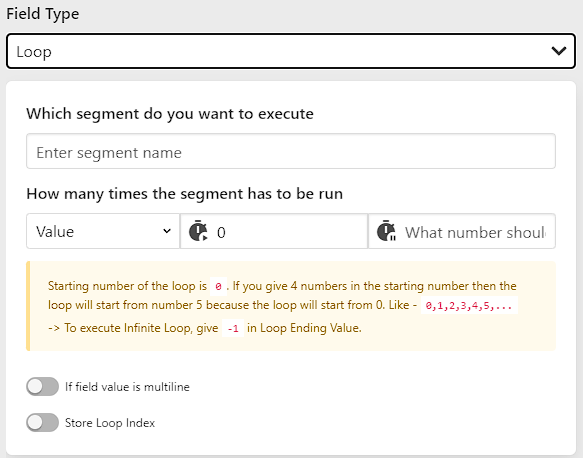 Field Type
Loop
Which segment do you want to execute
Enter segment name
How many times the segment has to be run
Value 0 What number shoul
Starting number of the loop is 0 . If you give 4 numbers in the starting number then the
loop will start from number 5 because the loop will start from 0. Like - 0,1,2,3,4,5,...
-> To execute Infinite Loop, give -1 in Loop Ending Value.
If field value is multiline
Store Loop Index